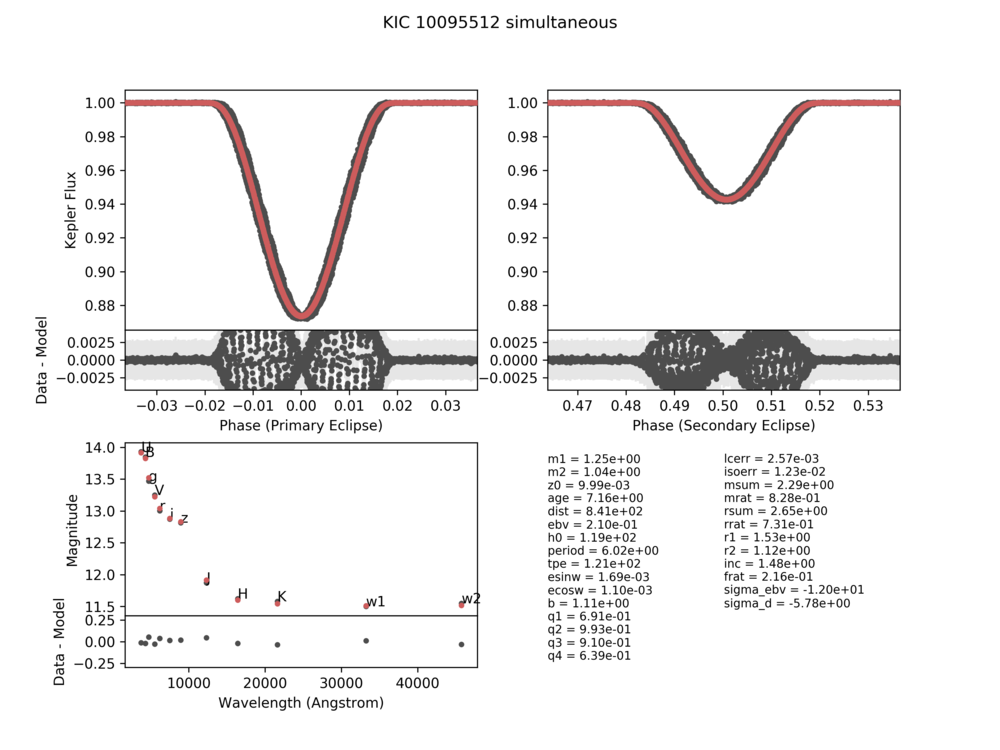 KIC 10095512 simultaneous
Kepler Flux
1.00
0.98
0.96
0.94
0.92
0.90
0.88
1.00
0.98
0.96
0.94
0.92
0.90
0.88
Data - Model
0.0025
0.0000
−0.0025
0.0025
0.0000
−0.0025
−0.03 −0.02 −0.01 0.00 0.01 0.02 0.03
Phase (Primary Eclipse)
0.47 0.48 0.49 0.50 0.51 0.52 0.53
Phase (Secondary Eclipse)
Magnitude
14.0
13.5
13.0
12.5
12.0
11.5
U
B
g
V
r
i
z
J
H
K
w1
w2
Data - Model
0.25
0.00
−0.25
10000 20000 30000 40000
Wavelength (Angstrom)
m1 = 1.25e+00
m2 = 1.04e+00
z0 = 9.99e-03
age = 7.16e+00
dist = 8.41e+02
ebv = 2.10e-01
h0 = 1.19e+02
period = 6.02e+00
tpe = 1.21e+02
esinw = 1.69e-03
ecosw = 1.10e-03
b = 1.11e+00
q1 = 6.91e-01
q2 = 9.93e-01
q3 = 9.10e-01
q4 = 6.39e-01
lcerr = 2.57e-03
isoerr = 1.23e-02
msum = 2.29e+00
mrat = 8.28e-01
rsum = 2.65e+00
rrat = 7.31e-01
r1 = 1.53e+00
r2 = 1.12e+00
inc = 1.48e+00
frat = 2.16e-01
sigma_ebv = -1.20e+01
sigma_d = -5.78e+00